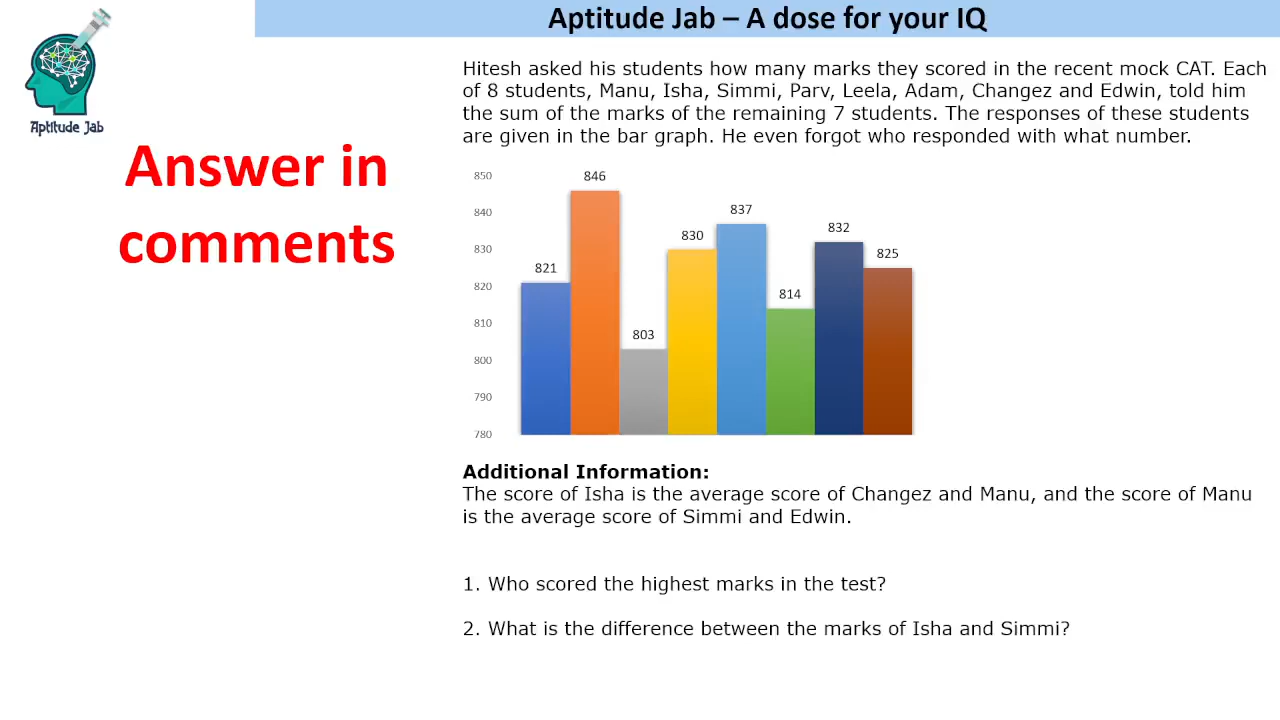 Aptitude Jab – A dose for your IQ
Aptitude Jab
Hitesh asked his students how many marks they scored in the recent mock CAT. Each
of 8 students, Manu, Isha, Simmi, Parv, Leela, Adam, Changez and Edwin, told him
the sum of the marks of the remaining 7 students. The responses of these students
are given in the bar graph. He even forgot who responded with what number.
Answer in
comments
850
840
830
820
810
800
790
780
821
846
803
830
837
814
832
825
Additional Information:
The score of Isha is the average score of Changez and Manu, and the score of Manu
is the average score of Simmi and Edwin.
1. Who scored the highest marks in the test?
2. What is the difference between the marks of Isha and Simmi?